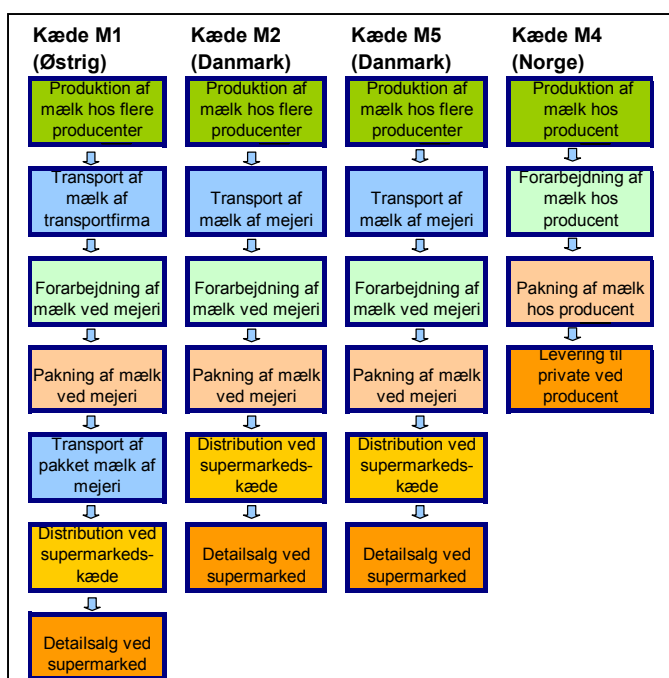 Kæde M1
(Østrig)
Produktion af
mælk hos flere
producenter
Transport af
mælk af
transportfirma
Forarbejdning af
mælk ved mejeri
Pakning af mælk
ved mejeri
Transport af
pakket mælk af
mejeri
Distribution ved
supermarkeds-
kæde
Detailsalg ved
supermarked
Kæde M2
(Danmark)
Produktion af
mælk hos flere
producenter
Transport af
mælk af mejeri
Forarbejdning af
mælk ved mejeri
Pakning af mælk
ved mejeri
Distribution ved
supermarkeds-
kæde
Detailsalg ved
supermarked
Kæde M5
(Danmark)
Produktion af
mælk hos flere
producenter
Transport af
mælk af mejeri
Forarbejdning af
mælk ved mejeri
Pakning af mælk
ved mejeri
Distribution ved
supermarkeds-
kæde
Detailsalg ved
supermarked
Kæde M4
(Norge)
Produktion af
mælk hos
producent
Forarbejdning af
mælk hos
producent
Pakning af mælk
hos producent
Levering til
private ved
producent